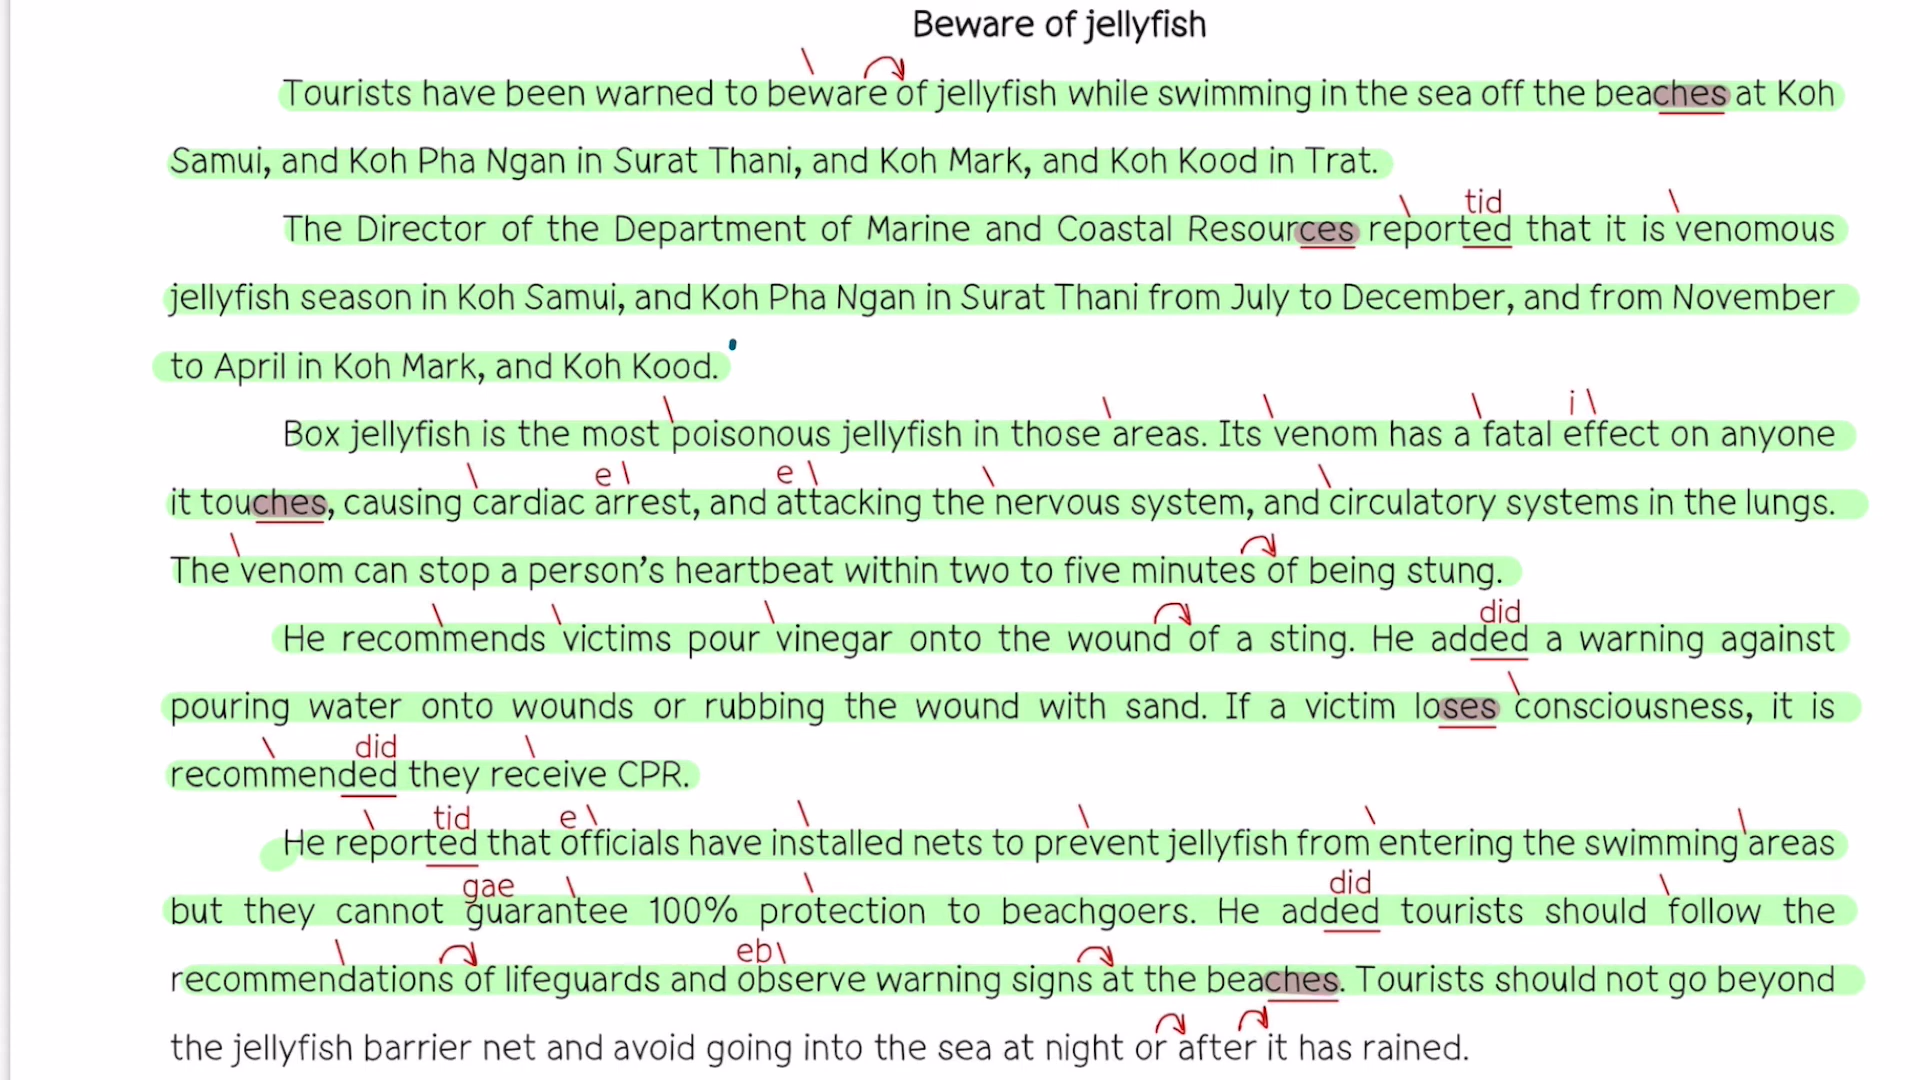 Beware of jellyfish
Tourists have been warned to beware of jellyfish while swimming in the sea off the beaches at Koh
Samui, and Koh Pha Ngan in Surat Thani, and Koh Mark, and Koh Kood in Trat.
tid
The Director of the Department of Marine and Coastal Resources reported that it is venomous
jellyfish season in Koh Samui, and Koh Pha Ngan in Surat Thani from July to December, and from November
to April in Koh Mark, and Koh Kood.
i
Box jellyfish is the most poisonous jellyfish in those areas. Its venom has a fatal effect on anyone
e e
it touches, causing cardiac arrest, and attacking the nervous system, and circulatory systems in the lungs.
The venom can stop a person's heartbeat within two to five minutes of being stung.
did
He recommends victims pour vinegar onto the wound of a sting. He added a warning against
pouring water onto wounds or rubbing the wound with sand. If a victim loses consciousness, it is
did
recommended they receive CPR.
tid e
He reported that officials have installed nets to prevent jellyfish from entering the swimming areas
gae did
but they cannot guarantee 100% protection to beachgoers. He added tourists should follow the
eb
recommendations of lifeguards and observe warning signs at the beaches. Tourists should not go beyond
the jellyfish barrier net and avoid going into the sea at night or after it has rained.